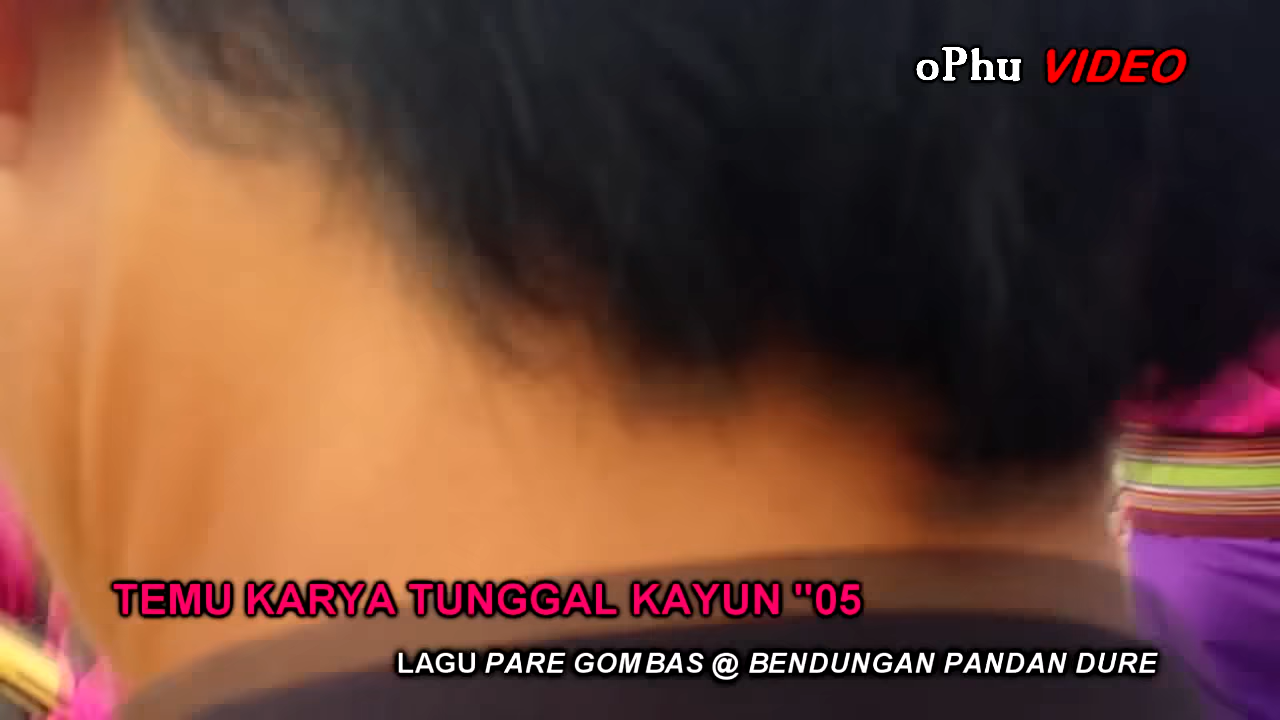 oPhu VIDEO
TEMU KARYA TUNGGAL KAYUN "05
LAGU PARE GOMBAS @ BENDUNGAN PANDAN DURE